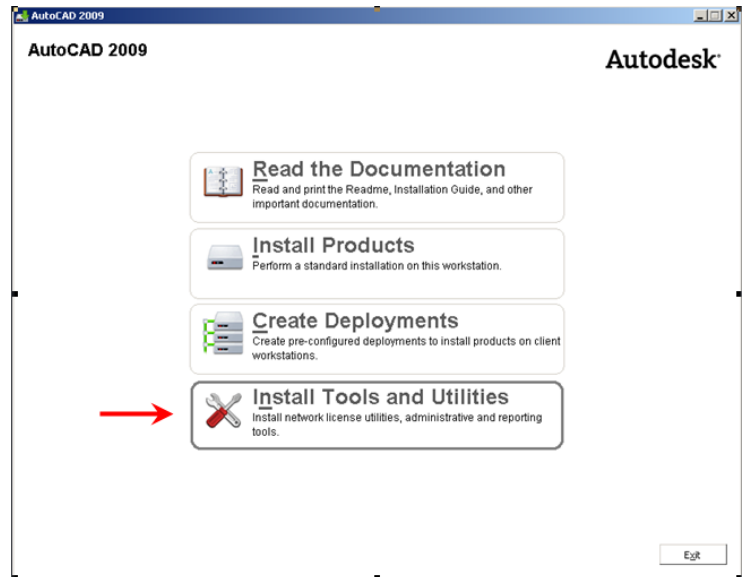 AutoCAD 2009
AutoCAD 2009
Autodesk
Read the Documentation
Read and print the Readme, Installation Guide, and other
important documentation.
Install Products
Perform a standard installation on this workstation.
Create Deployments
Create pre-configured deployments to install products on client
workstations.
Install Tools and Utilities
Install network license utilities, administrative and reporting
tools.
Exit